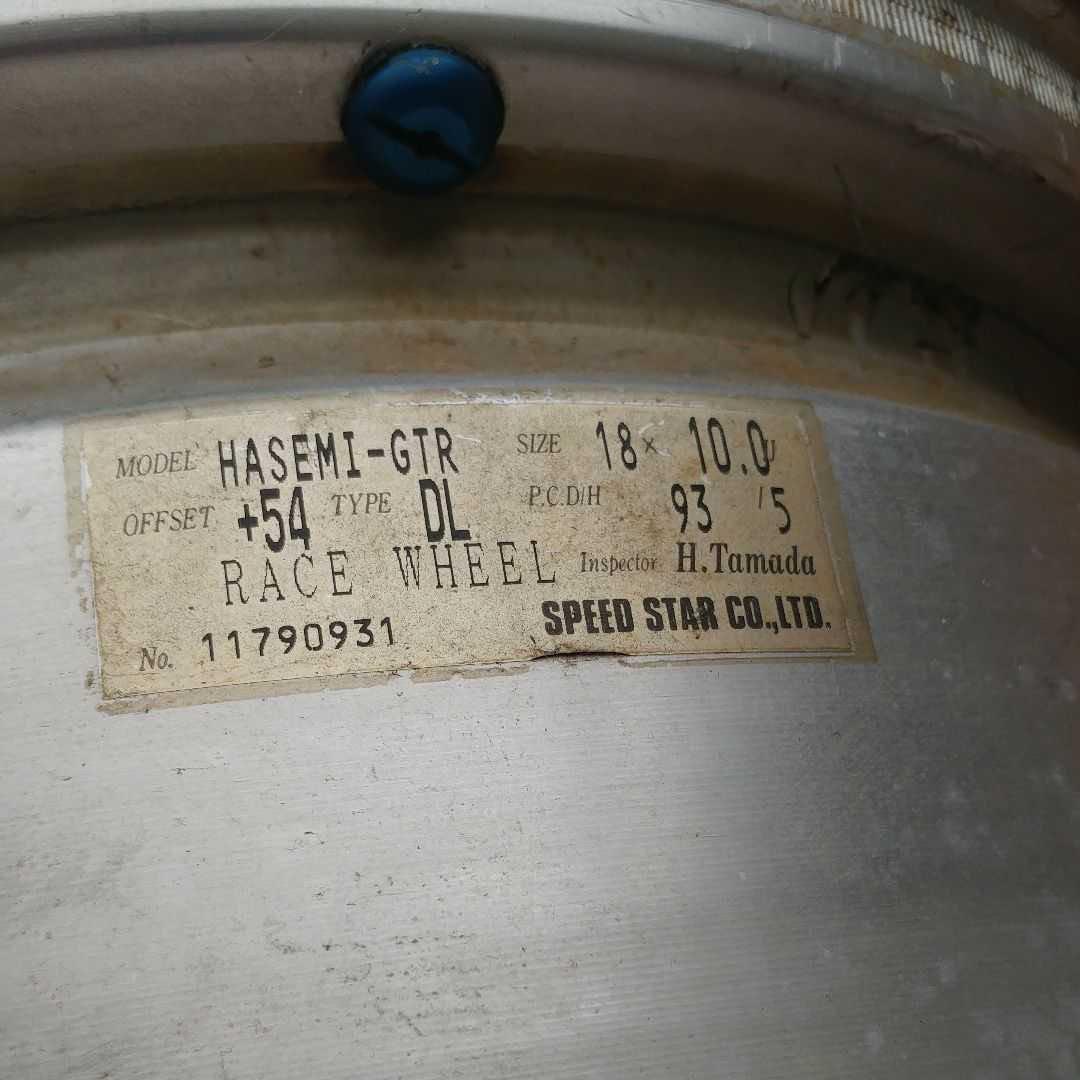 MODEL HASEMI-GTR SIZE 18× 10.0J
OFFSET +54 TYPE DL P.C.D/H 93 /5
RACE WHEEL Inspector H.Tamada
No. 11790931 SPEED STAR CO.,LTD.